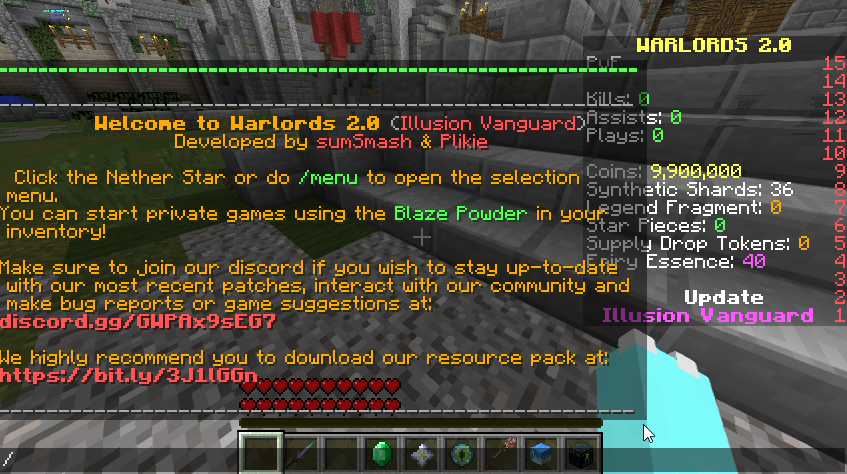 WARLORDS 2.0
PvE
15
14
Kills: 0
13
Assists: 0
12
Plays: 0
11
10
Coins: 9,900,000
9
Synthetic Shards: 36
8
Legend Fragment: 0
7
Star Pieces: 0
6
Supply Drop Tokens: 0
5
Fairy Essence: 40
4
3
Update
2
Illusion Vanguard
1
Welcome to Warlords 2.0 (Illusion Vanguard)
Developed by sumSmash & Plikie
Click the Nether Star or do /menu to open the selection
menu.
You can start private games using the Blaze Powder in your
inventory!
Make sure to join our discord if you wish to stay up-to-date
with our most recent patches, interact with our community and
make bug reports or game suggestions at:
discord.gg/GWPAx9sEG7
We highly recommend you to download our resource pack at:
https://bit.ly/3J1lGGn
/